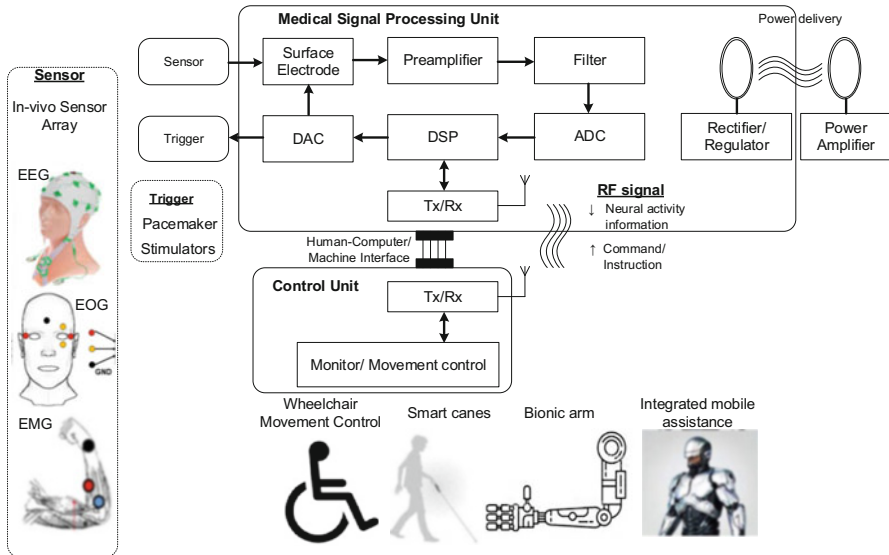 Medical Signal Processing Unit
Power delivery
Sensor
Surface
Electrode
Preamplifier
Filter
Sensor
In-vivo Sensor
Array
Trigger
DAC
DSP
ADC
Rectifier/
Regulator
Power
Amplifier
EEG
Trigger
Pacemaker
Stimulators
Tx/Rx
RF signal
↓ Neural activity
information
↑ Command/
Instruction
Human-Computer/
Machine Interface
Control Unit
Tx/Rx
EOG
GND
Monitor/ Movement control
EMG
Wheelchair
Movement Control
Smart canes
Bionic arm
Integrated mobile
assistance